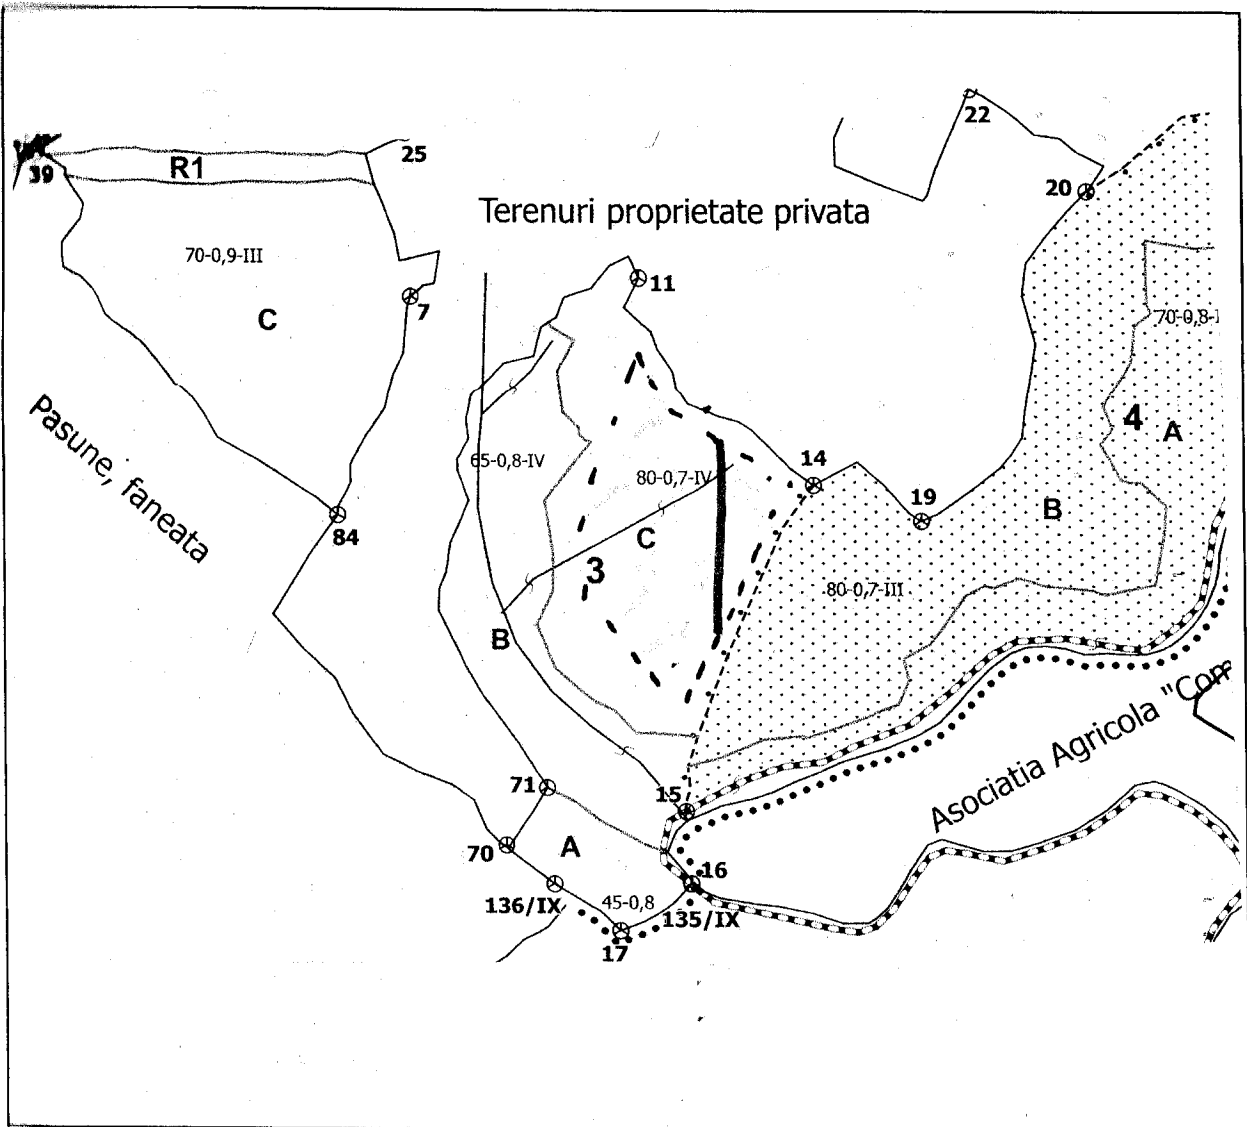 22
25
39
R1
20
Terenuri proprietate privata
70-0,9-III
11
7
C
70-0,8-
4
A
Pasune, faneata
65-0,8-IV
80-0,7-IV
14
19
B
84
C
3
80-0,7-III
B
Asociatia Agricola "Com
71
15
70
A
16
136/IX
45-0,8
135/IX
17